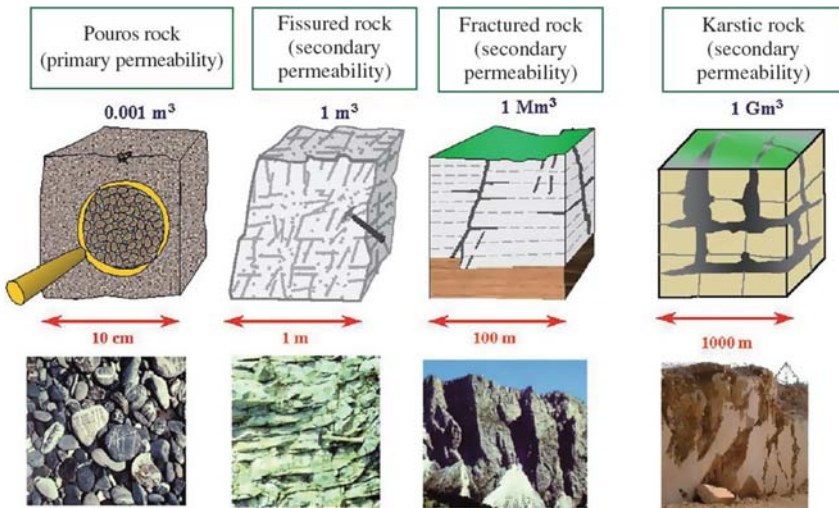 Pouros rock
(primary permeability)
Fissured rock
(secondary
permeability)
Fractured rock
(secondary
permeability)
Karstic rock
(secondary
permeability)
0.001 m³
1 m³
1 Mm³
1 Gm³
10 cm
1 m
100 m
1000 m